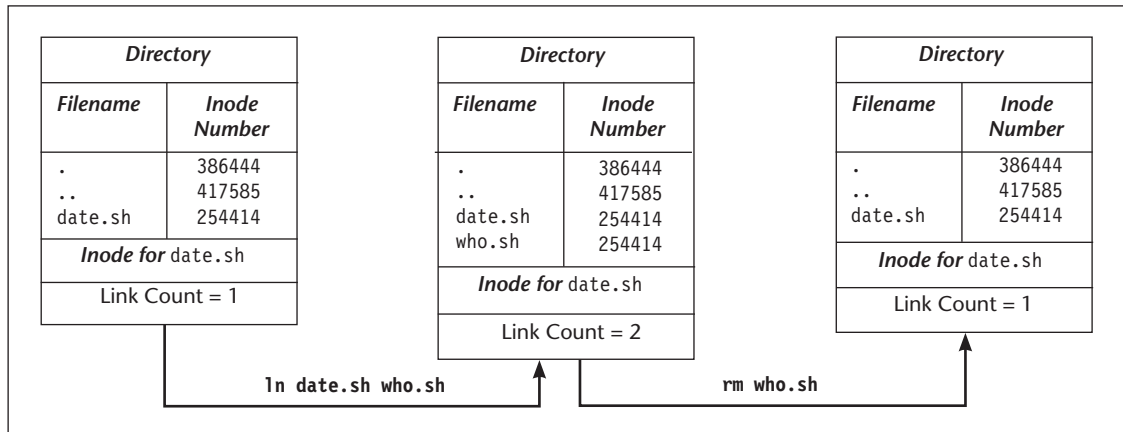 Directory
Filename Inode Number
. 386444
.. 417585
date.sh 254414
Inode for date.sh
Link Count = 1
ln date.sh who.sh
Directory
Filename Inode Number
. 386444
.. 417585
date.sh 254414
who.sh 254414
Inode for date.sh
Link Count = 2
rm who.sh
Directory
Filename Inode Number
. 386444
.. 417585
date.sh 254414
Inode for date.sh
Link Count = 1